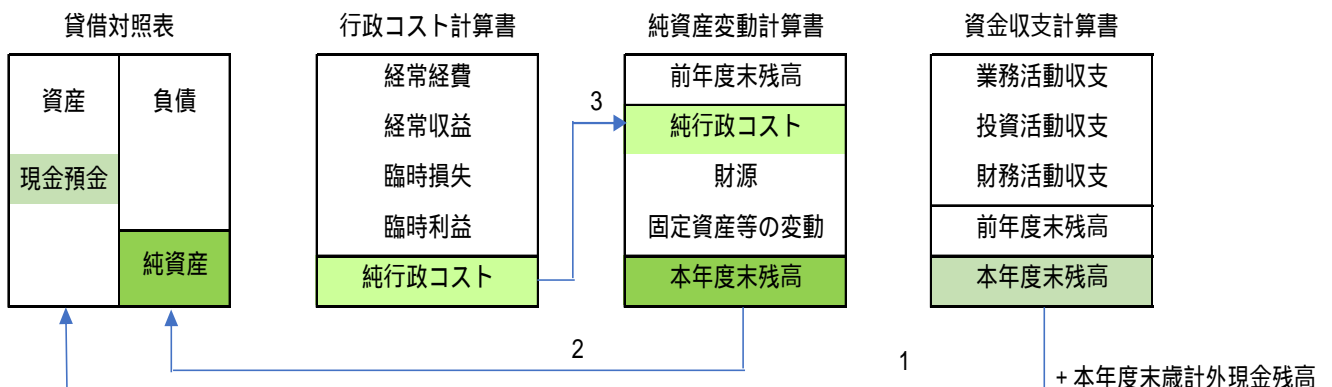 貸借対照表
資産
負債
現金預金
純資産
行政コスト計算書
経常経費
経常収益
臨時損失
臨時利益
純行政コスト
3
純資産変動計算書
前年度末残高
純行政コスト
財源
固定資産等の変動
本年度末残高
資金収支計算書
業務活動収支
投資活動収支
財務活動収支
前年度末残高
本年度末残高
2
1
+ 本年度末歳計外現金残高